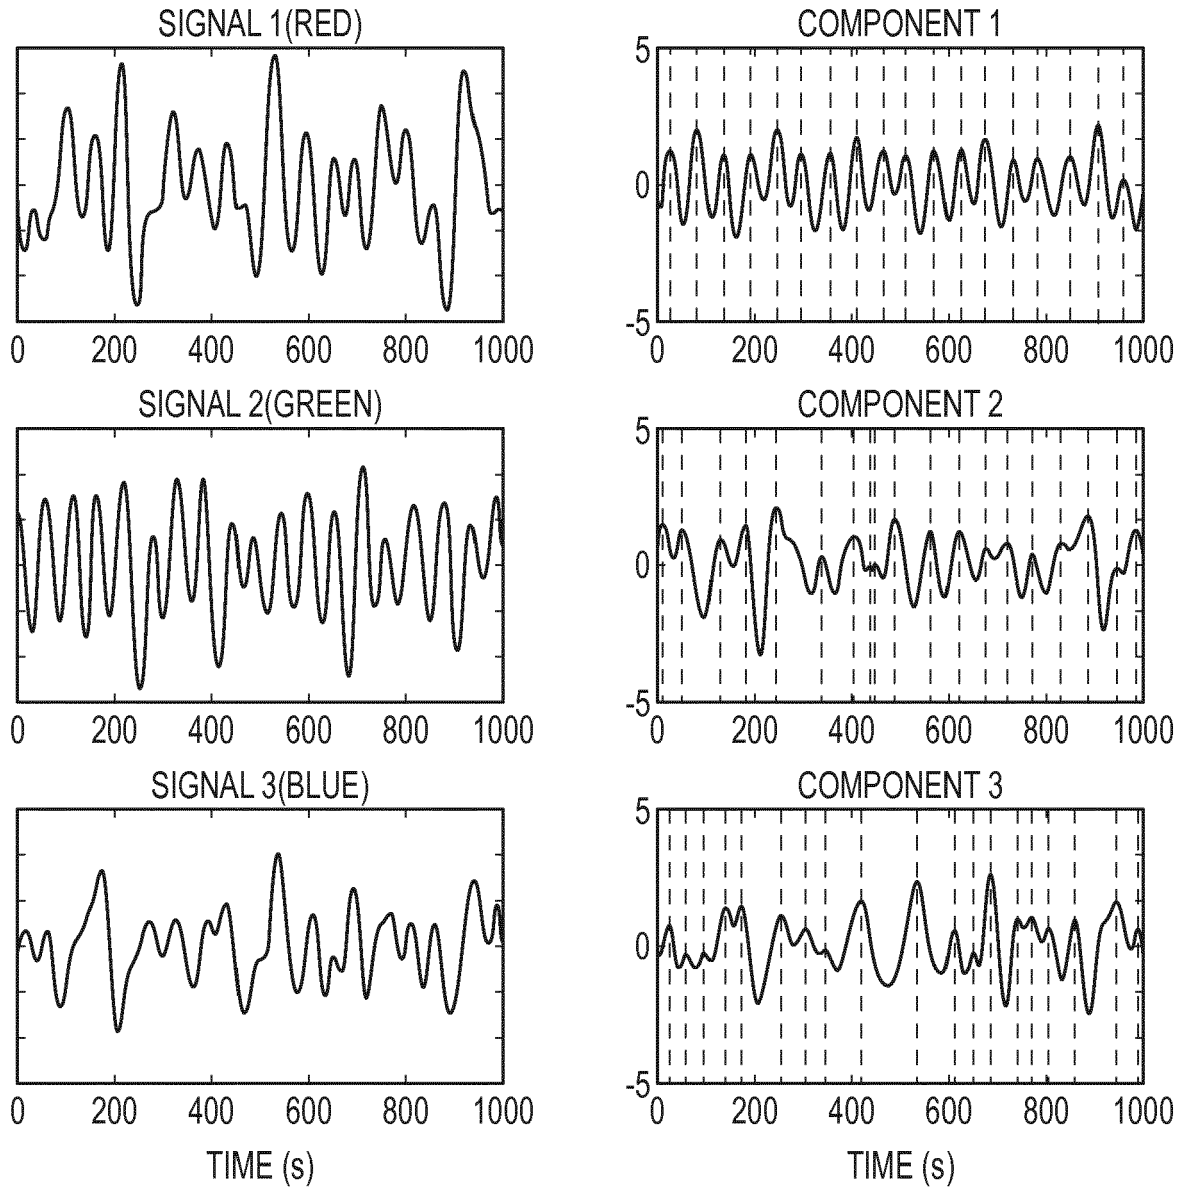 SIGNAL 1(RED)
0 200 400 600 800 1000
COMPONENT 1
5
0
-5
0 200 400 600 800 1000
SIGNAL 2(GREEN)
0 200 400 600 800 1000
COMPONENT 2
5
0
-5
0 200 400 600 800 1000
SIGNAL 3(BLUE)
0 200 400 600 800 1000
TIME (s)
COMPONENT 3
5
0
-5
0 200 400 600 800 1000
TIME (s)